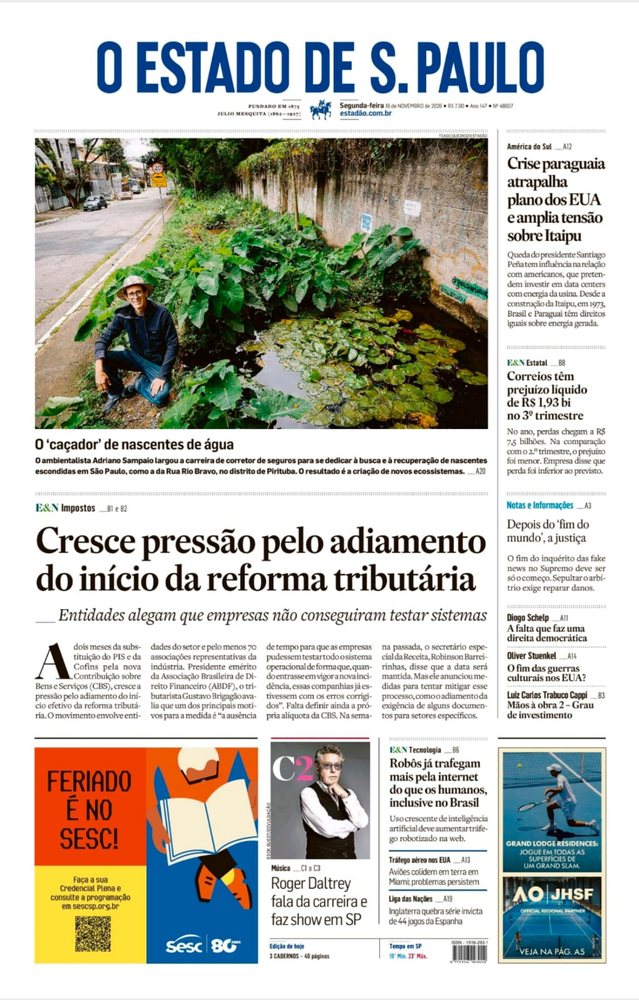 O ESTADO DE S. PAULO
FUNDADO EM 1875
JULIO MESQUITA (1862—1927)
Segunda-feira 16 de NOVEMBRO de 2026 • R$ 7,90 • Ano 147 • Nº 48607
estadão.com.br
TIAGO QUEIROZ/ESTADÃO
O ‘caçador’ de nascentes de água
O ambientalista Adriano Sampaio largou a carreira de corretor de seguros para se dedicar à busca e à recuperação de nascentes
escondidas em São Paulo, como a da Rua Rio Bravo, no distrito de Pirituba. O resultado é a criação de novos ecossistemas. __A20
E&N Impostos __B1 e B2
Cresce pressão pelo adiamento
do início da reforma tributária
__ Entidades alegam que empresas não conseguiram testar sistemas
A dois meses da substituição do PIS e da
Cofins pela nova
Contribuição sobre
Bens e Serviços (CBS), cresce a
pressão pelo adiamento do início efetivo da reforma tributária. O movimento envolve entidades do setor e pelo menos 70
associações representativas da
indústria. Presidente emérito
da Associação Brasileira de Direito Financeiro (ABDF), o tributarista Gustavo Brigagão avalia que um dos principais motivos para a medida é “a ausência
de tempo para que as empresas
pudessem testar todo o sistema
operacional de forma que, quando entrasse em vigor a nova incidência, essas companhias já estivessem com os erros corrigidos”. Falta definir ainda a própria alíquota da CBS. Na semana passada, o secretário especial da Receita, Robinson Barreirinhas, disse que a data será
mantida. Mas ele anunciou medidas para tentar mitigar esse
processo, como o adiamento da
exigência de alguns documentos para setores específicos.
América do Sul __A12
Crise paraguaia
atrapalha
plano dos EUA
e amplia tensão
sobre Itaipu
Queda do presidente Santiago
Peña tem influência na relação
com americanos, que pretendem investir em data centers
com energia da usina. Desde a
construção da Itaipu, em 1973,
Brasil e Paraguai têm direitos
iguais sobre energia gerada.
E&N Estatal __B8
Correios têm
prejuízo líquido
de R$ 1,93 bi
no 3º trimestre
No ano, perdas chegam a R$
7,5 bilhões. Na comparação
com o 2.º trimestre, o prejuízo
foi menor. Empresa disse que
perda foi inferior ao previsto.
Notas e Informações __A3
Depois do ‘fim do
mundo’, a justiça
O fim do inquérito das fake
news no Supremo deve ser
só o começo. Sepultar o arbítrio exige reparar danos.
Diogo Schelp __A11
A falta que faz uma
direita democrática
Oliver Stuenkel __A14
O fim das guerras
culturais nos EUA?
Luiz Carlos Trabuco Cappi __B3
Mãos à obra 2 – Grau
de investimento
FERIADO
É NO
SESC!
Faça a sua
Credencial Plena e
consulte a programação
em sescsp.org.br
Sesc
80
C2
Música __C1 a C3
Roger Daltrey
fala da carreira e
faz show em SP
Edição de hoje
3 CADERNOS - 40 páginas
E&N Tecnologia __B6
Robôs já trafegam
mais pela internet
do que os humanos,
inclusive no Brasil
Uso crescente de inteligência
artificial deve aumentar tráfego robotizado na web.
Tráfego aéreo nos EUA __A13
Aviões colidem em terra em
Miami; problemas persistem
Liga das Nações __A19
Inglaterra quebra série invicta
de 44 jogos da Espanha
Tempo em SP
19° Mín. 23° Máx.
GRAND LODGE RESIDENCES:
JOGUE EM TODAS AS
SUPERFÍCIES DE
UM GRAND SLAM.
AO JHSF
OFFICIAL REGIONAL PARTNER
VEJA NA PÁG. A5